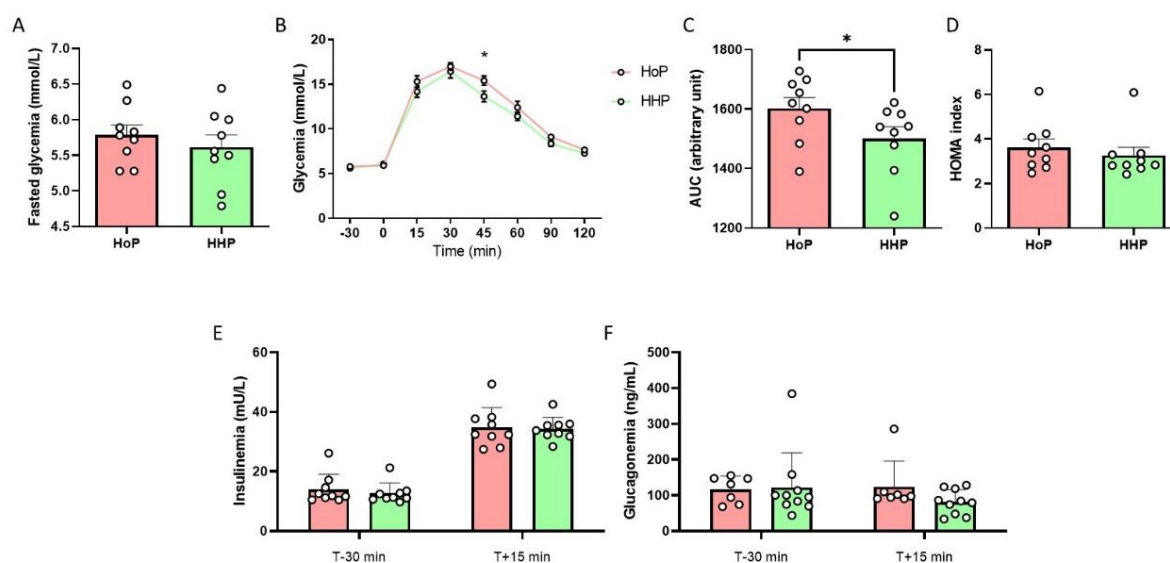 A
Fasted glycemia (mmol/L)
7.0
6.5
6.0
5.5
5.0
4.5
HoP HHP
B
Glycemia (mmol/L)
20
15
10
5
0
*
-30 0 15 30 45 60 90 120
Time (min)
HoP
HHP
C
AUC (arbitrary unit)
1800
1600
1400
1200
*
HoP HHP
D
HOMA index
8
6
4
2
0
HoP HHP
E
Insulinemia (mU/L)
60
40
20
0
T-30 min T+15 min
F
Glucagonemia (ng/mL)
500
400
300
200
100
0
T-30 min T+15 min